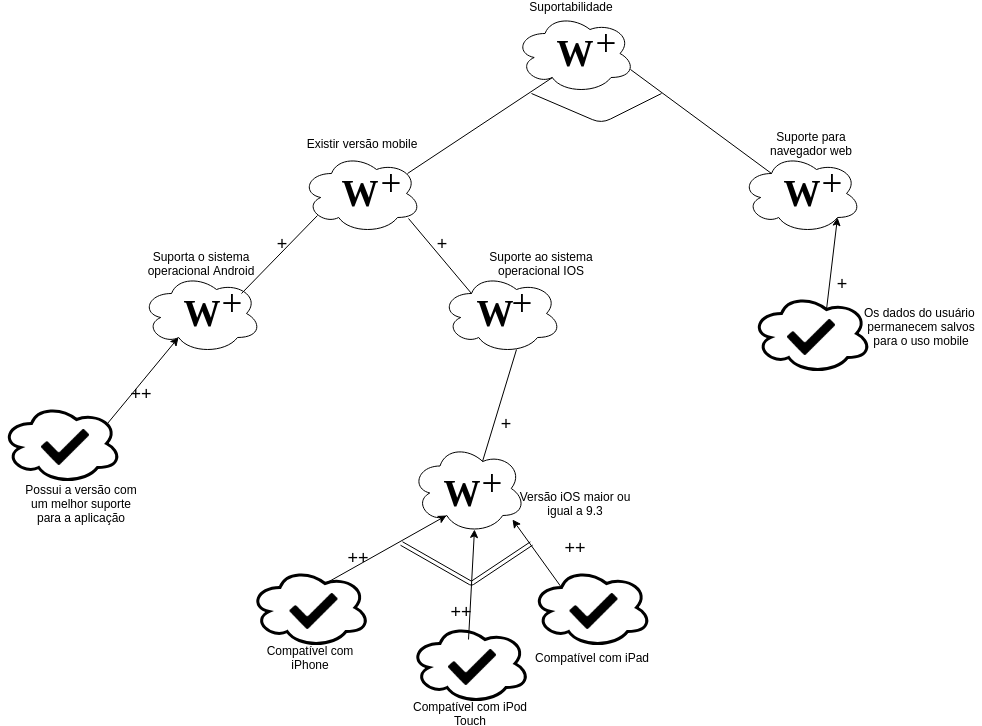 Suportabilidade
W+
Existir versão mobile
W+
Suporte para
navegador web
W+
+
+
Suporta o sistema
operacional Android
W+
Suporte ao sistema
operacional IOS
W+
+
Os dados do usuário
permanecem salvos
para o uso mobile
++
+
Possui a versão com
um melhor suporte
para a aplicação
W+
Versão iOS maior ou
igual a 9.3
++
++
++
Compatível com
iPhone
Compatível com iPad
Compatível com iPod
Touch